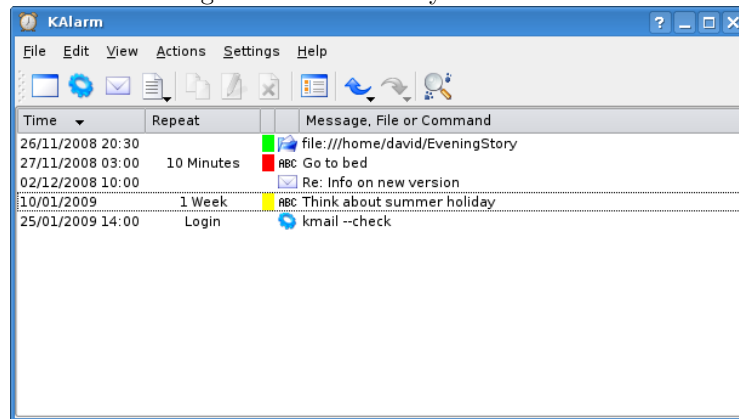 KAlarm
File Edit View Actions Settings Help
Time Repeat Message, File or Command
26/11/2008 20:30 file:///home/david/EveningStory
27/11/2008 03:00 10 Minutes ABC Go to bed
02/12/2008 10:00 Re: Info on new version
10/01/2009 1 Week ABC Think about summer holiday
25/01/2009 14:00 Login kmail --check